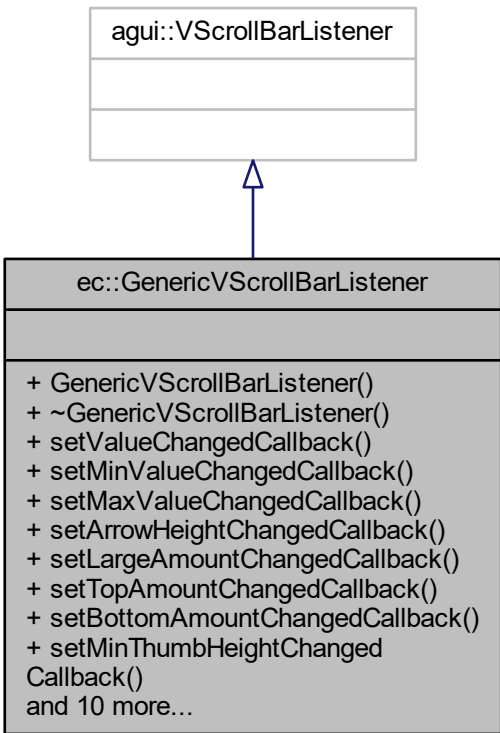 agui::VScrollBarListener
ec::GenericVScrollBarListener
+ GenericVScrollBarListener()
+ ~GenericVScrollBarListener()
+ setValueChangedCallback()
+ setMinValueChangedCallback()
+ setMaxValueChangedCallback()
+ setArrowHeightChangedCallback()
+ setLargeAmountChangedCallback()
+ setTopAmountChangedCallback()
+ setBottomAmountChangedCallback()
+ setMinThumbHeightChanged
Callback()
and 10 more...